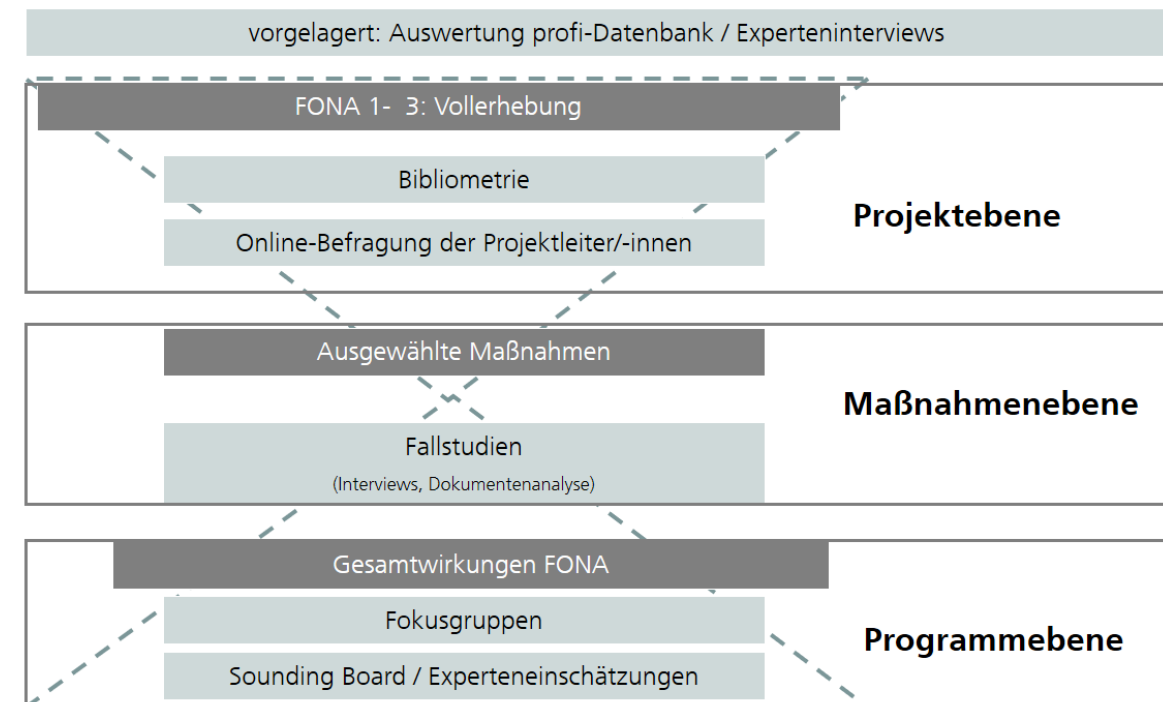 vorgelagert: Auswertung profi-Datenbank / Experteninterviews
FONA 1- 3: Vollerhebung
Bibliometrie
Online-Befragung der Projektleiter/-innen
Projektebene
Ausgewählte Maßnahmen
Maßnahmenebene
Fallstudien
(Interviews, Dokumentenanalyse)
Gesamtwirkungen FONA
Fokusgruppen
Programmebene
Sounding Board / Experteneinschätzungen